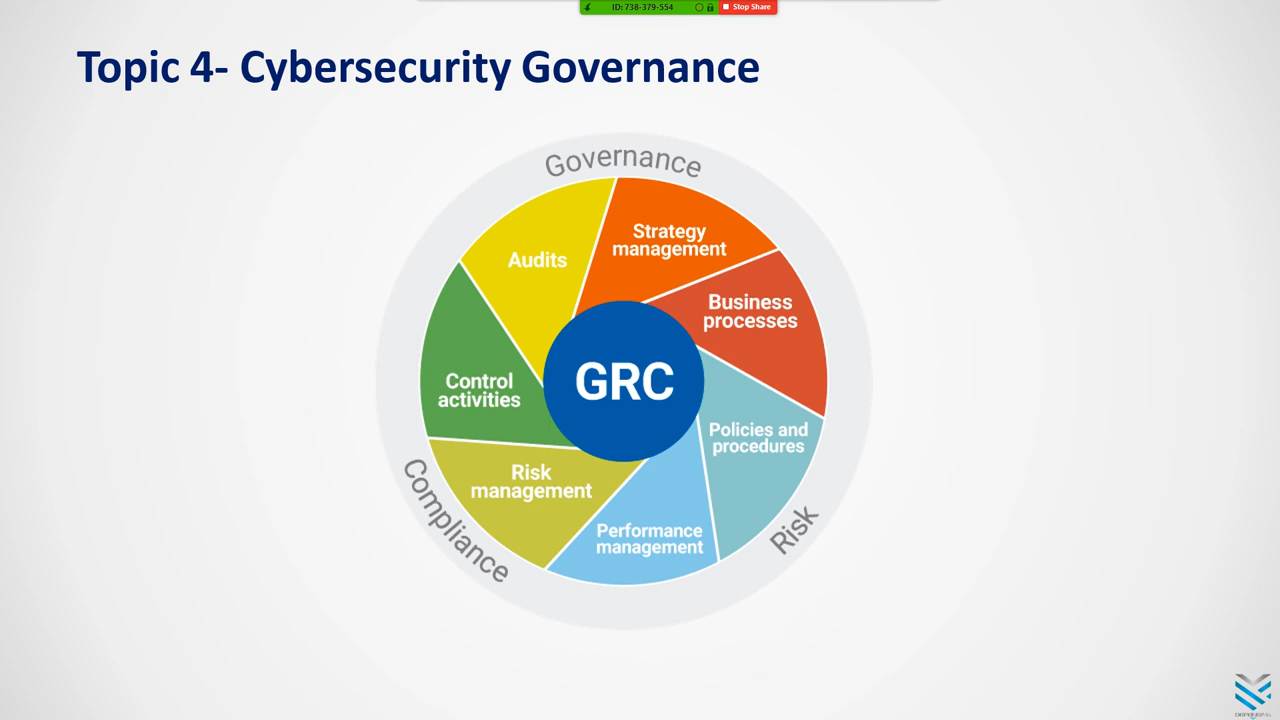 ID: 738-379-554
Stop Share
Topic 4- Cybersecurity Governance
Governance
Strategy
management
Audits
Business
processes
GRC
Control
activities
Policies and
procedures
Risk
management
Performance
management
Compliance
Risk